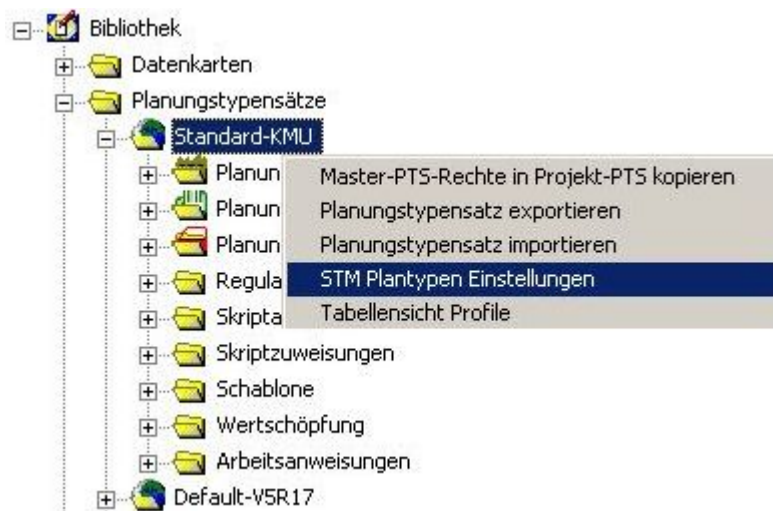 Bibliothek
Datenkarten
Planungstypensätze
Standard-KMU
Planun
Master-PTS-Rechte in Projekt-PTS kopieren
Planun
Planungstypensatz exportieren
Planun
Planungstypensatz importieren
Regula
STM Plantypen Einstellungen
Skripta
Tabellensicht Profile
Skriptzuweisungen
Schablone
Wertschöpfung
Arbeitsanweisungen
Default-V5R17